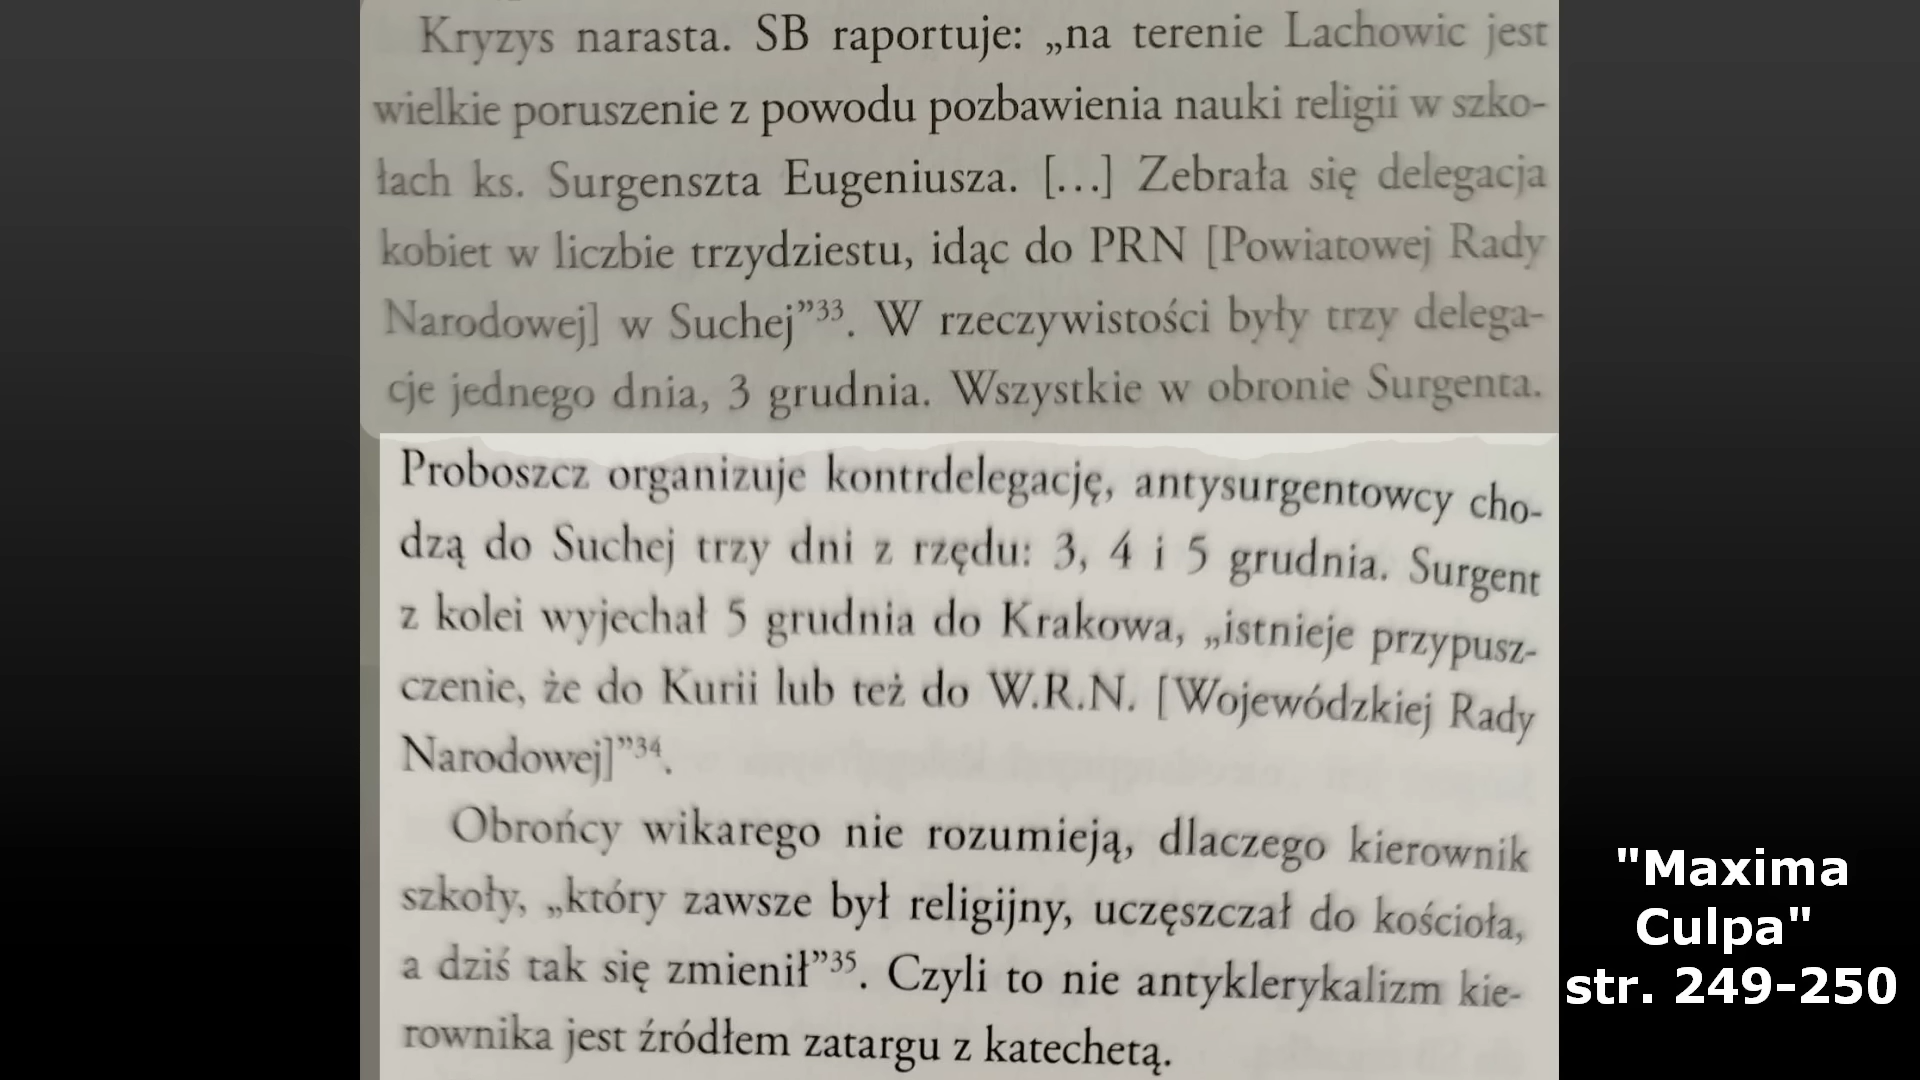 Kryzys narasta. SB raportuje: „na terenie Lachowic jest
wielkie poruszenie z powodu pozbawienia nauki religii w szko-
łach ks. Surgenszta Eugeniusza. […] Zebrała się delegacja
kobiet w liczbie trzydziestu, idąc do PRN [Powiatowej Rady
Narodowej] w Suchej”33. W rzeczywistości były trzy delega-
cje jednego dnia, 3 grudnia. Wszystkie w obronie Surgenta.
Proboszcz organizuje kontrdelegację, antysurgentowcy cho-
dzą do Suchej trzy dni z rzędu: 3, 4 i 5 grudnia. Surgent
z kolei wyjechał 5 grudnia do Krakowa, „istnieje przypusz-
czenie, że do Kurii lub też do W.R.N. [Wojewódzkiej Rady
Narodowej]”34.
Obrońcy wikarego nie rozumieją, dlaczego kierownik
szkoły, „który zawsze był religijny, uczęszczał do kościoła,
a dziś tak się zmienił”35. Czyli to nie antyklerykalizm kie-
rownika jest źródłem zatargu z katechetą.
"Maxima
Culpa"
str. 249-250